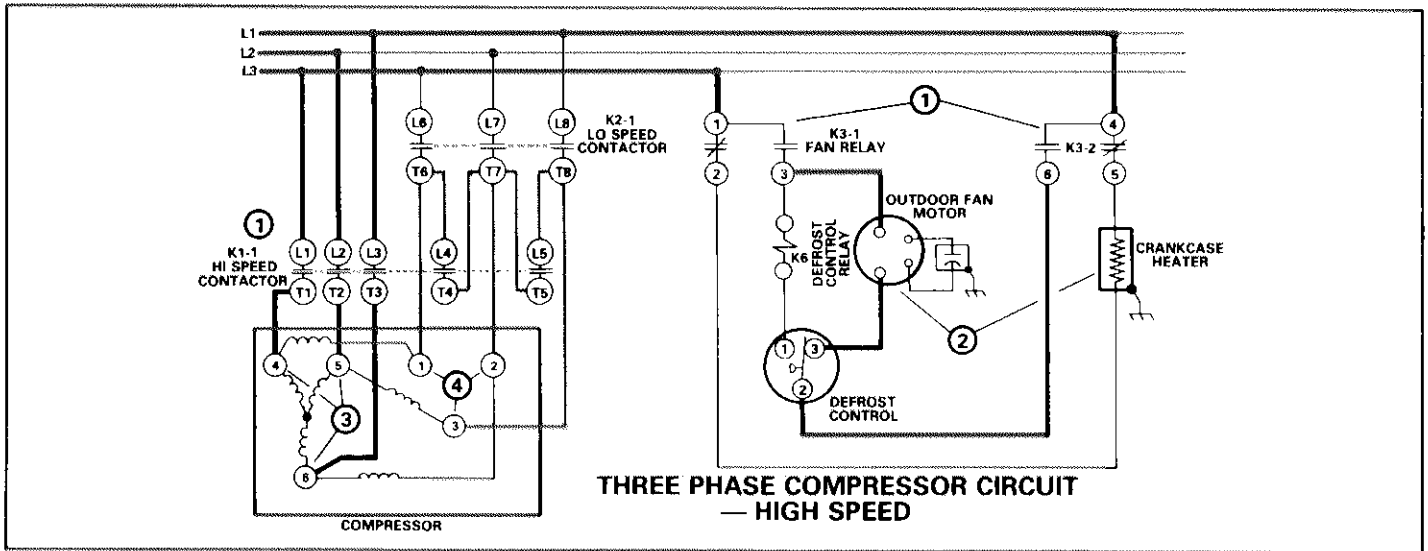 L1
L2
L3
L6
L7
L8
K2-1
LO SPEED
CONTACTOR
T6
T7
T8
1
K1-1
HI SPEED
CONTACTOR
L1
L2
L3
L4
L5
T1
T2
T3
T4
T5
4
5
1
2
4
3
3
6
COMPRESSOR
1
1
2
K3-1
FAN RELAY
3
4
K3-2
6
5
OUTDOOR FAN
MOTOR
K6
DEFROST
CONTROL
RELAY
CRANKCASE
HEATER
2
1
3
2
DEFROST
CONTROL
THREE PHASE COMPRESSOR CIRCUIT
— HIGH SPEED